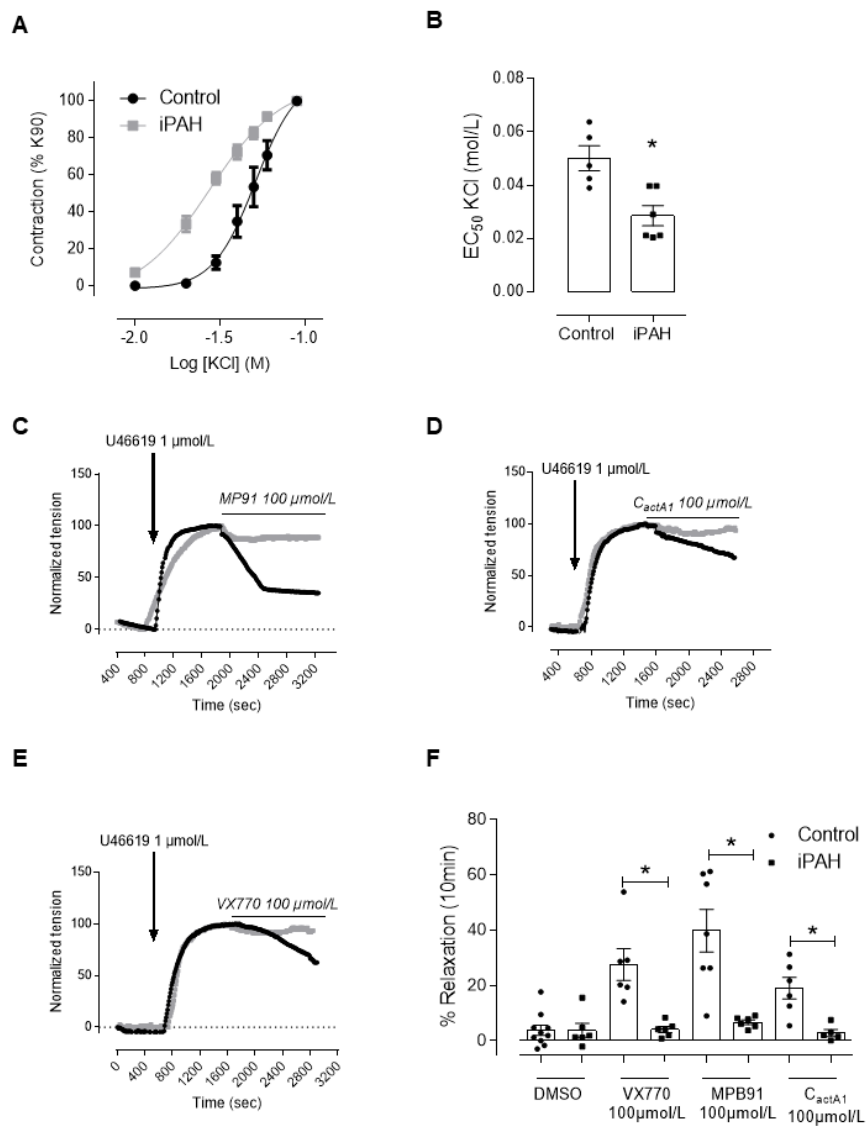 A
Control
iPAH
Contraction (% K90)
100
80
60
40
20
0
-2.0 -1.5 -1.0
Log [KCl] (M)
B
EC50 KCl (mol/L)
0.08
0.06
0.04
0.02
0.00
*
Control iPAH
C
U46619 1 µmol/L
MP91 100 µmol/L
Normalized tension
150
100
50
0
400 800 1200 1600 2000 2400 2800 3200
Time (sec)
D
U46619 1 µmol/L
CactA1 100 µmol/L
Normalized tension
150
100
50
0
400 800 1200 1600 2000 2400 2800
Time (sec)
E
U46619 1 µmol/L
VX770 100 µmol/L
Normalized tension
150
100
50
0
0 400 800 1200 1600 2000 2400 2800 3200
Time (sec)
F
Control
iPAH
% Relaxation (10min)
80
60
40
20
0
* * *
DMSO VX770 MPB91 CactA1
100µmol/L 100µmol/L 100µmol/L